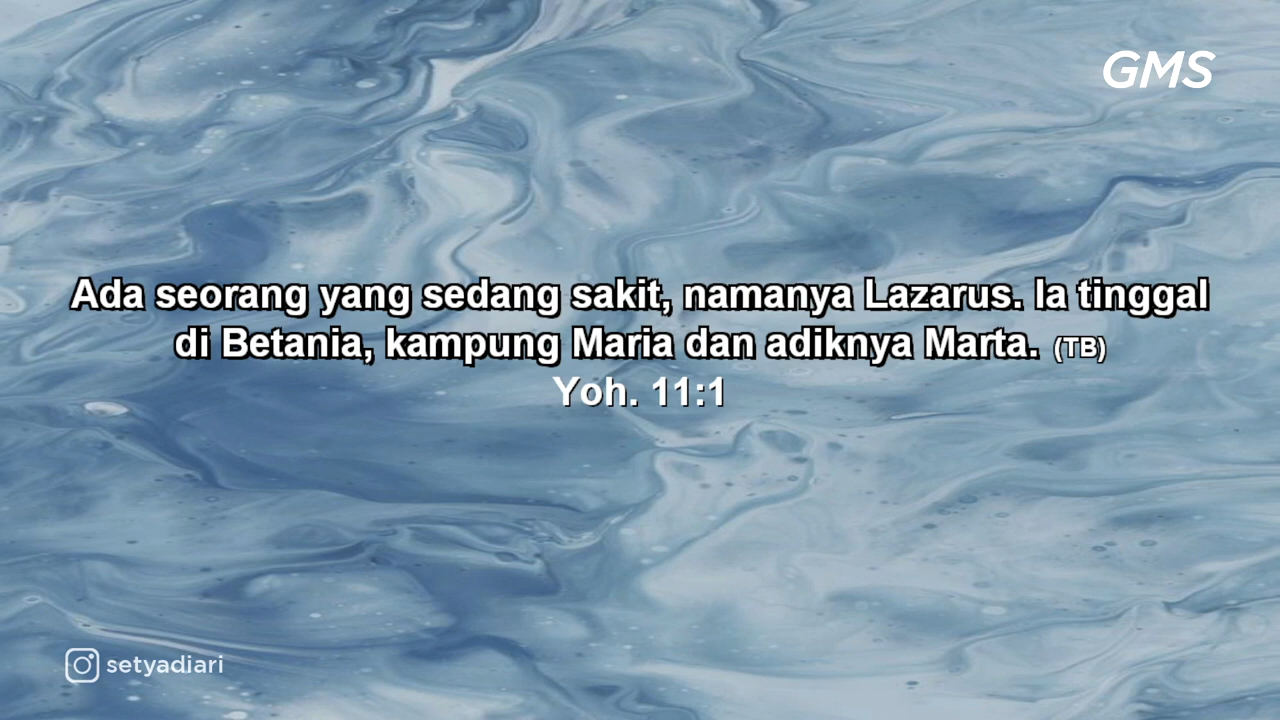 GMS
Ada seorang yang sedang sakit, namanya Lazarus. Ia tinggal
di Betania, kampung Maria dan adiknya Marta. (TB)
Yoh. 11:1
setyadiari